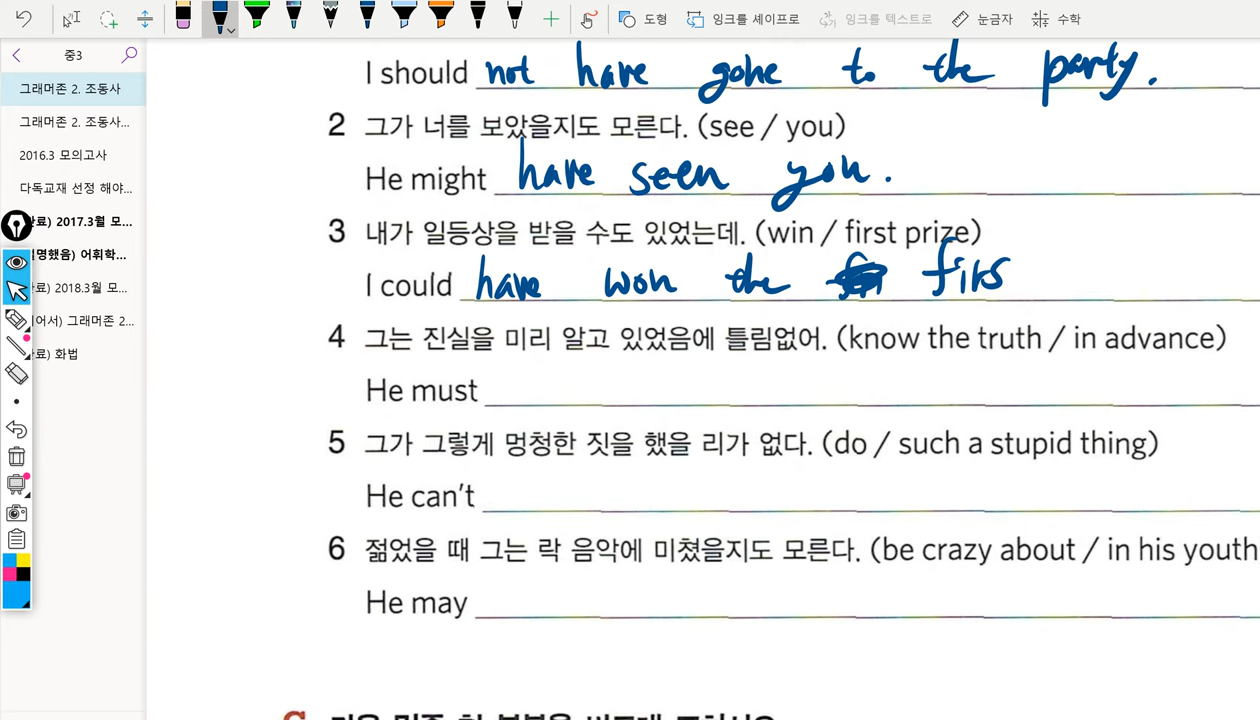 도형 잉크를 셰이프로 잉크를 텍스트로 눈금자 수학
중3
그래머존 2. 조동사
그래머존 2. 조동사...
2016.3 모의고사
다독교재 선정 해야...
료) 2017.3월 모...
명했음) 어휘학...
료) 2018.3월 모...
어서) 그래머존 2...
료) 화법
I should not have gone to the party.
2 그가 너를 보았을지도 모른다. (see / you)
He might have seen you.
3 내가 일등상을 받을 수도 있었는데. (win / first prize)
I could have won the firs
4 그는 진실을 미리 알고 있었음에 틀림없어. (know the truth / in advance)
He must
5 그가 그렇게 멍청한 짓을 했을 리가 없다. (do / such a stupid thing)
He can't
6 젊었을 때 그는 락 음악에 미쳤을지도 모른다. (be crazy about / in his youth
He may